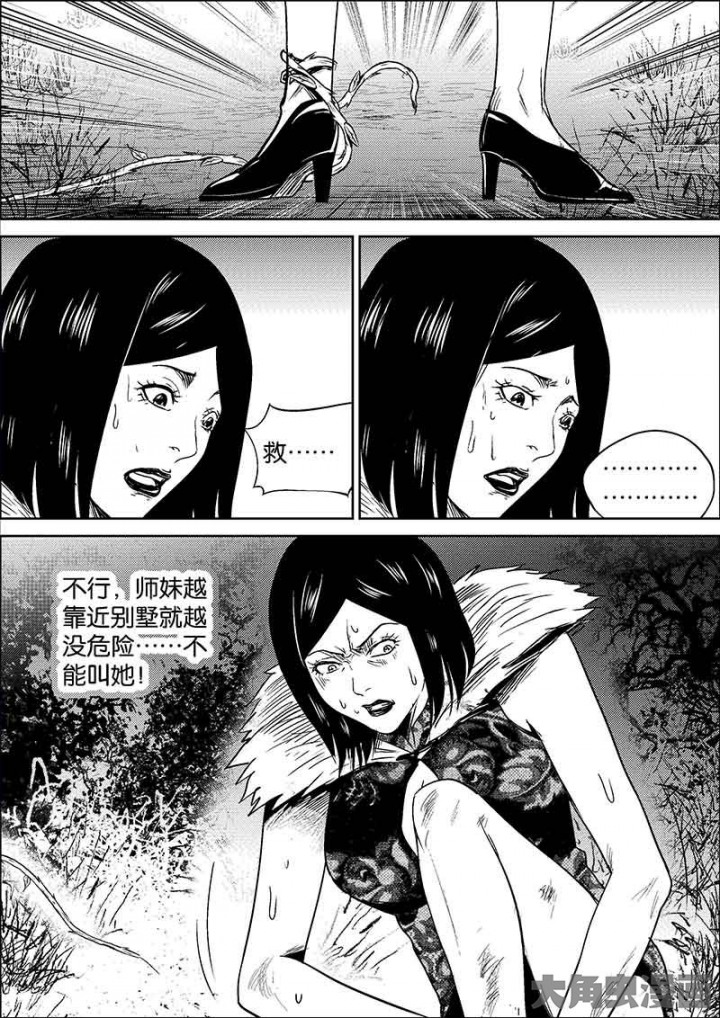 救……
…………
…………
不行，师妹越
靠近别墅就越
没危险……不
能叫她！
大角虫漫画